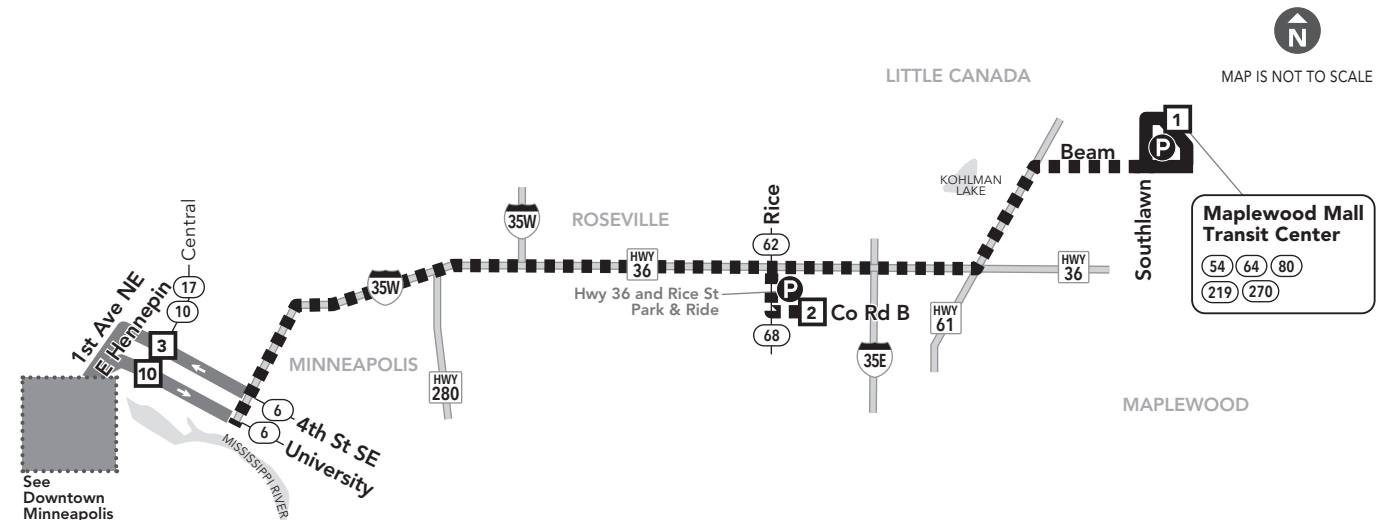 N
MAP IS NOT TO SCALE
LITTLE CANADA
1
P
Beam
KOHLMAN
LAKE
Southlawn
Maplewood Mall
Transit Center
54 64 80
219 270
Central
17
10
35W
ROSEVILLE
Rice
62
HWY
36
HWY
36
35W
Hwy 36 and Rice St
Park & Ride
P
2
Co Rd B
68
HWY
61
35E
1st Ave NE
E Hennepin
3
10
MINNEAPOLIS
HWY
280
MAPLEWOOD
6
4th St SE
6
University
MISSISSIPPI RIVER
See
Downtown
Minneapolis